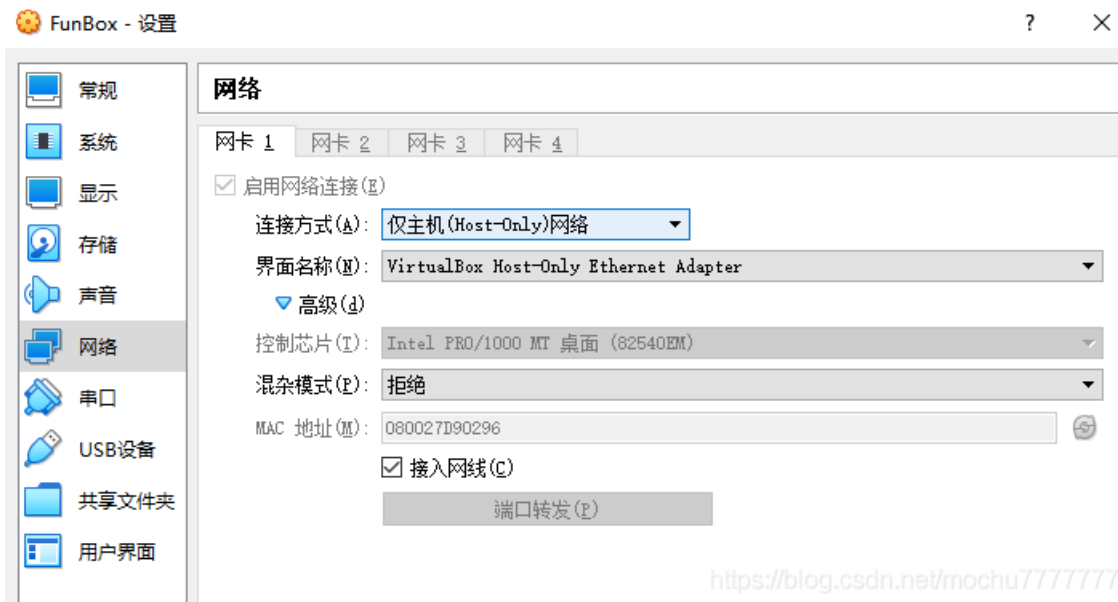 FunBox - 设置
?
常规
系统
显示
存储
声音
网络
串口
USB设备
共享文件夹
用户界面
网络
网卡 1 网卡 2 网卡 3 网卡 4
启用网络连接(E)
连接方式(A): 仅主机(Host-Only)网络
界面名称(N): VirtualBox Host-Only Ethernet Adapter
高级(d)
控制芯片(T): Intel PRO/1000 MT 桌面 (82540EM)
混杂模式(P): 拒绝
MAC 地址(M): 080027D90296
接入网线(C)
端口转发(P)
https://blog.csdn.net/mochu7777777